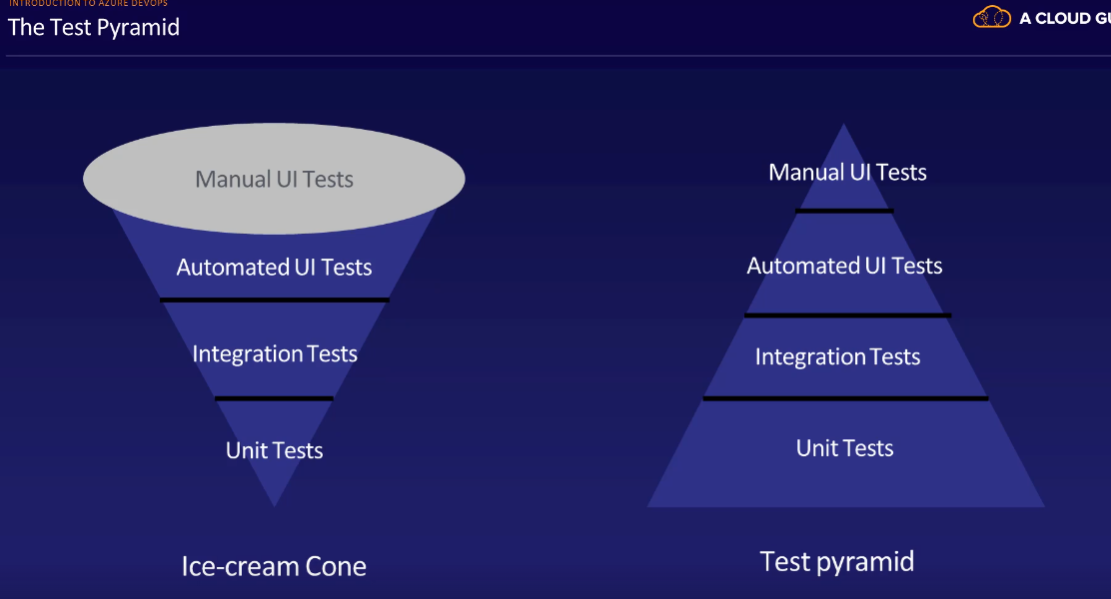 INTRODUCTION TO AZURE DEVOPS
The Test Pyramid
A CLOUD
Manual UI Tests
Automated UI Tests
Integration Tests
Unit Tests
Ice-cream Cone
Manual UI Tests
Automated UI Tests
Integration Tests
Unit Tests
Test pyramid